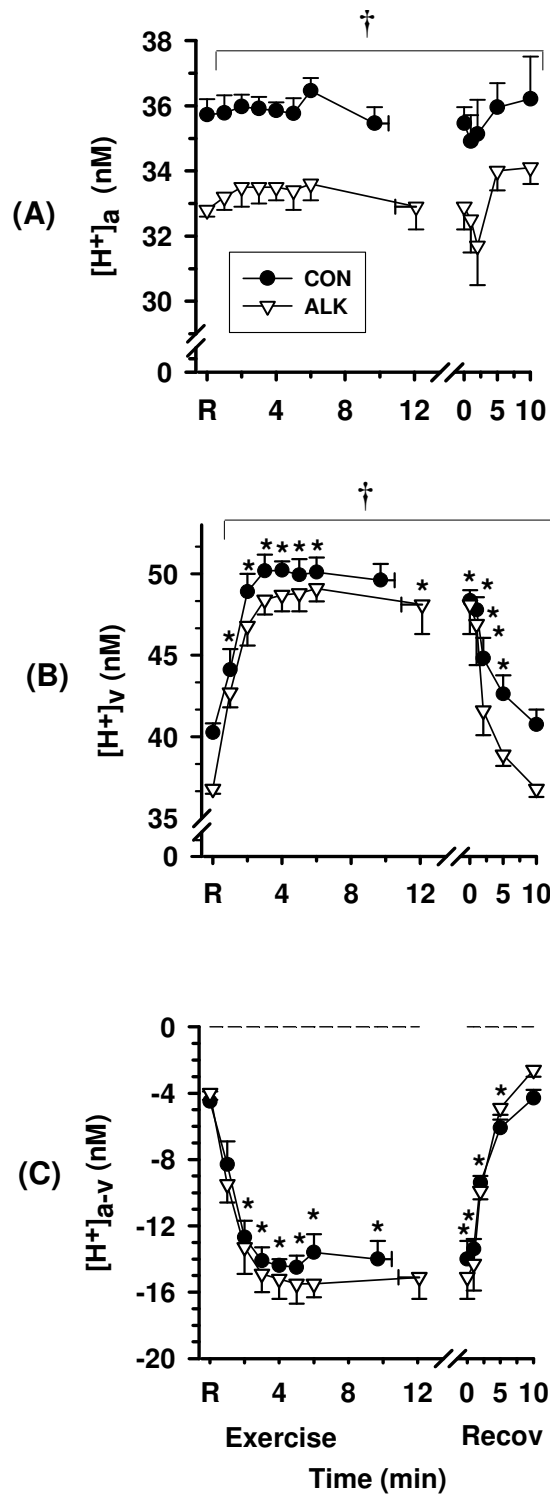 †
38
36
34
32
30
0
(A)
[H+]a (nM)
CON
ALK
R 4 8 12 0 5 10
†
* * * * * * * * * * * *
50
45
40
35
0
(B)
[H+]v (nM)
R 4 8 12 0 5 10
0
-4
-8
-12
-16
-20
(C)
[H+]a-v (nM)
* * * * * * * * * *
*
R 4 8 12 0 5 10
Exercise Recov
Time (min)